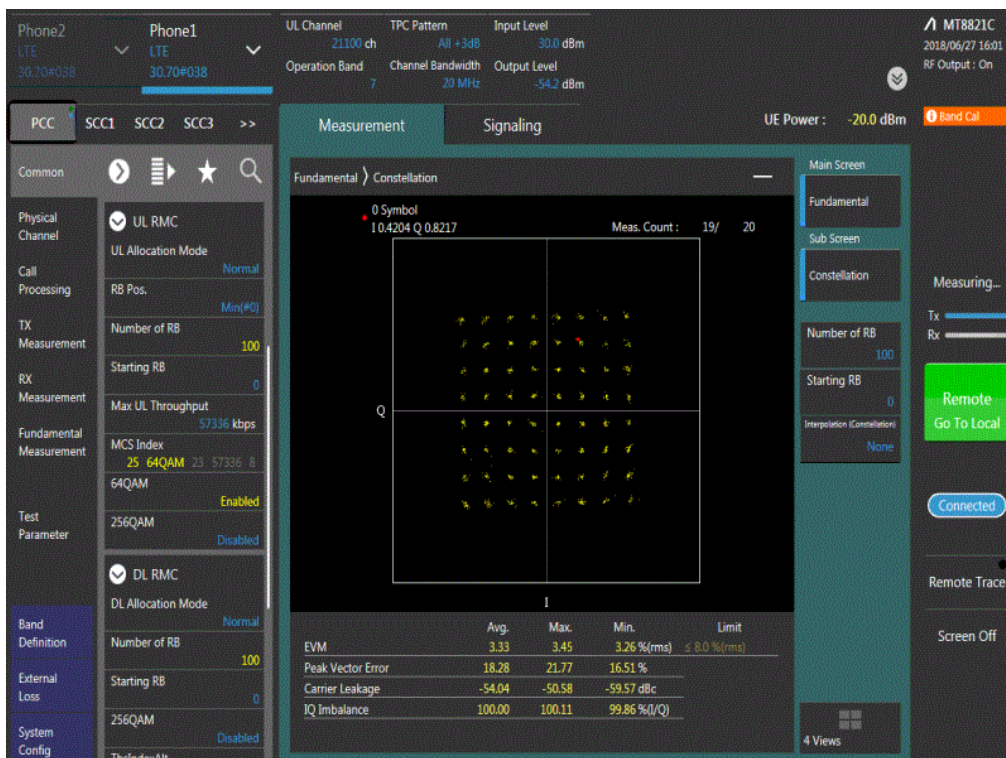 Phone2
LTE
30.70#038
Phone1
LTE
30.70#038
UL Channel
21100 ch
TPC Pattern
All +3dB
Input Level
30.0 dBm
Operation Band
7
Channel Bandwidth
20 MHz
Output Level
-54.2 dBm
MT8821C
2018/06/27 16:01
RF Output : On
PCC SCC1 SCC2 SCC3 >>
Measurement
Signaling
UE Power : -20.0 dBm
Band Cal
Common
Physical
Channel
Call
Processing
TX
Measurement
RX
Measurement
Fundamental
Measurement
Test
Parameter
Band
Definition
External
Loss
System
Config
UL RMC
UL Allocation Mode
Normal
RB Pos.
Min(#0)
Number of RB
100
Starting RB
0
Max UL Throughput
57336 kbps
MCS Index
25 64QAM 23 57336 8
64QAM
Enabled
256QAM
Disabled
DL RMC
DL Allocation Mode
Normal
Number of RB
100
Starting RB
0
256QAM
Disabled
TbsIndexAlt
Fundamental Constellation
0 Symbol
I 0.4204 Q 0.8217
Meas. Count : 19/ 20
Q
I
Avg. Max. Min. Limit
EVM 3.33 3.45 3.26 %(rms) ≤ 8.0 %(rms)
Peak Vector Error 18.28 21.77 16.51 %
Carrier Leakage -54.04 -50.58 -59.57 dBc
IQ Imbalance 100.00 100.11 99.86 %(I/Q)
Main Screen
Fundamental
Sub Screen
Constellation
Number of RB
100
Starting RB
0
Interpolation (Constellation)
None
4 Views
Measuring...
Tx
Rx
Remote
Go To Local
Connected
Remote Trace
Screen Off